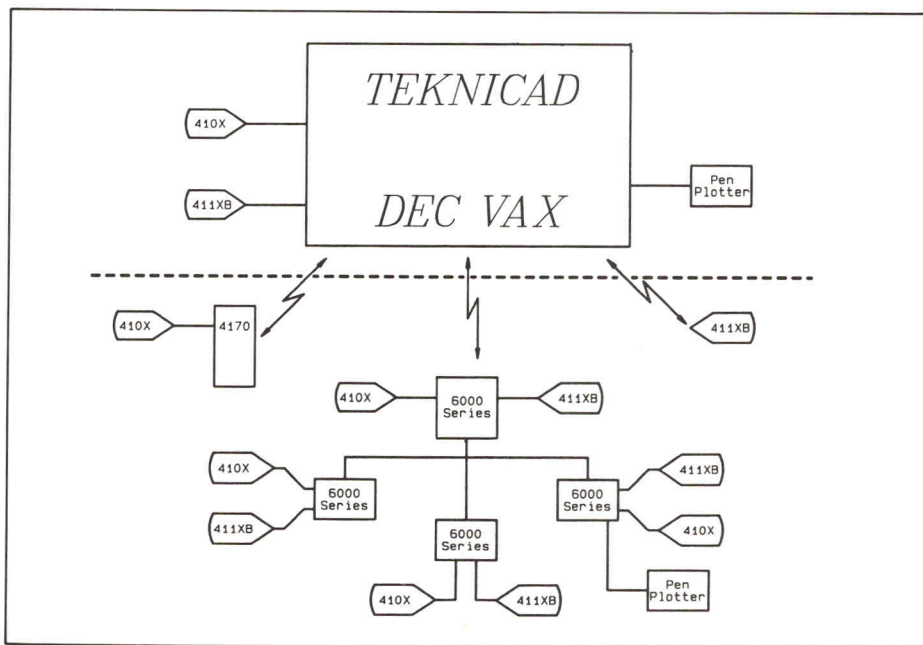 TEKNICAD
410X
Pen
Plotter
411XB
DEC VAX
410X
4170
411XB
410X
6000
Series
411XB
410X
6000
Series
411XB
6000
Series
411XB
410X
6000
Series
410X
411XB
Pen
Plotter